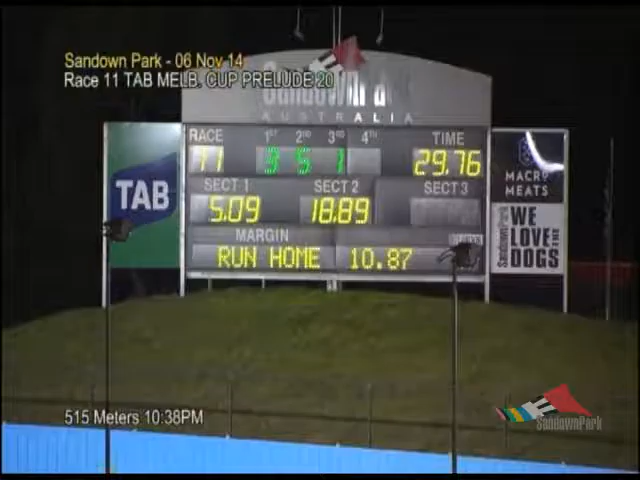 Sandown Park - 06 Nov 14
Race 11 TAB MELB. CUP PRELUDE 20
SandownPark
AUSTRALIA
RACE 1ST 2ND 3RD 4TH TIME
11 3 5 1 29.76
SECT 1 SECT 2 SECT 3
5.09 18.89
MARGIN
RUN HOME 10.87
TAB
MACRO
MEATS
SandownPark
WE
LOVE
THE
DOGS
515 Meters 10:38PM
SandownPark